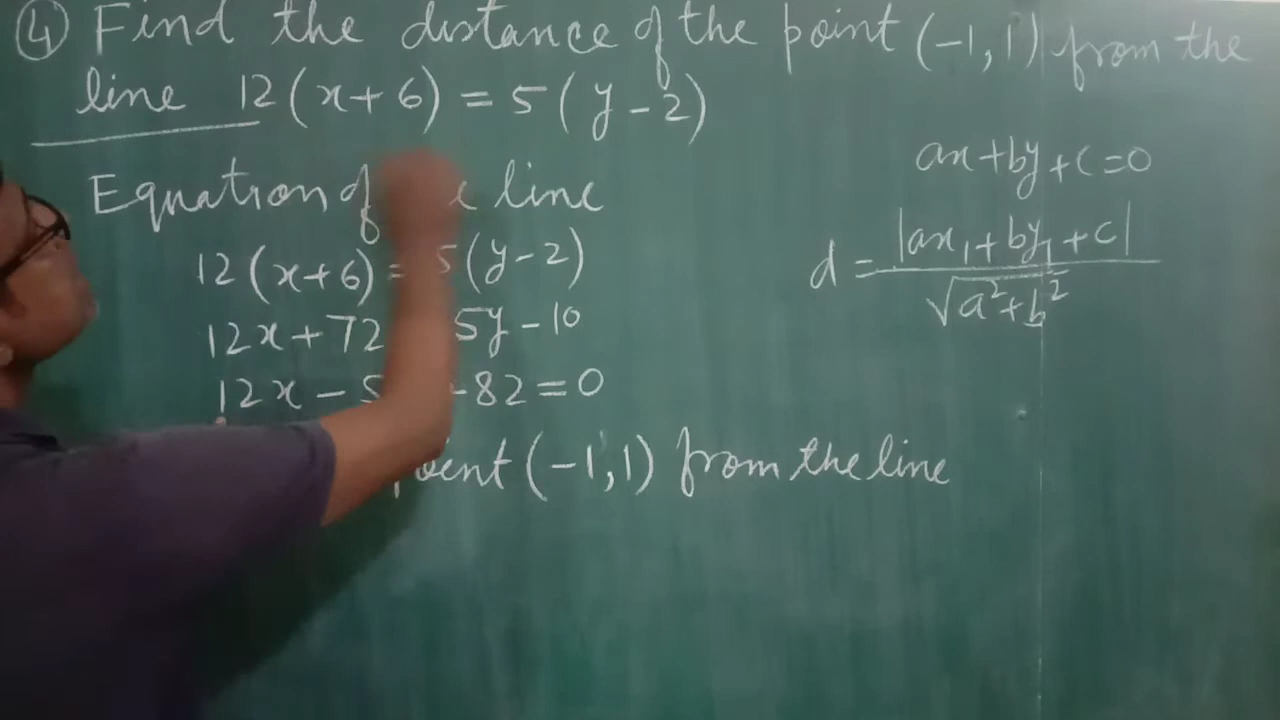 ④ Find the distance of the point (-1,1) from the
line 12(x+6) = 5(y-2)
Equation of line
12(x+6) = 5(y-2)
12x+72 5y-10
12x - 5 82=0
point (-1,1) from the line
ax+by+c=0
d = |ax₁+by₁+c| / √a²+b²